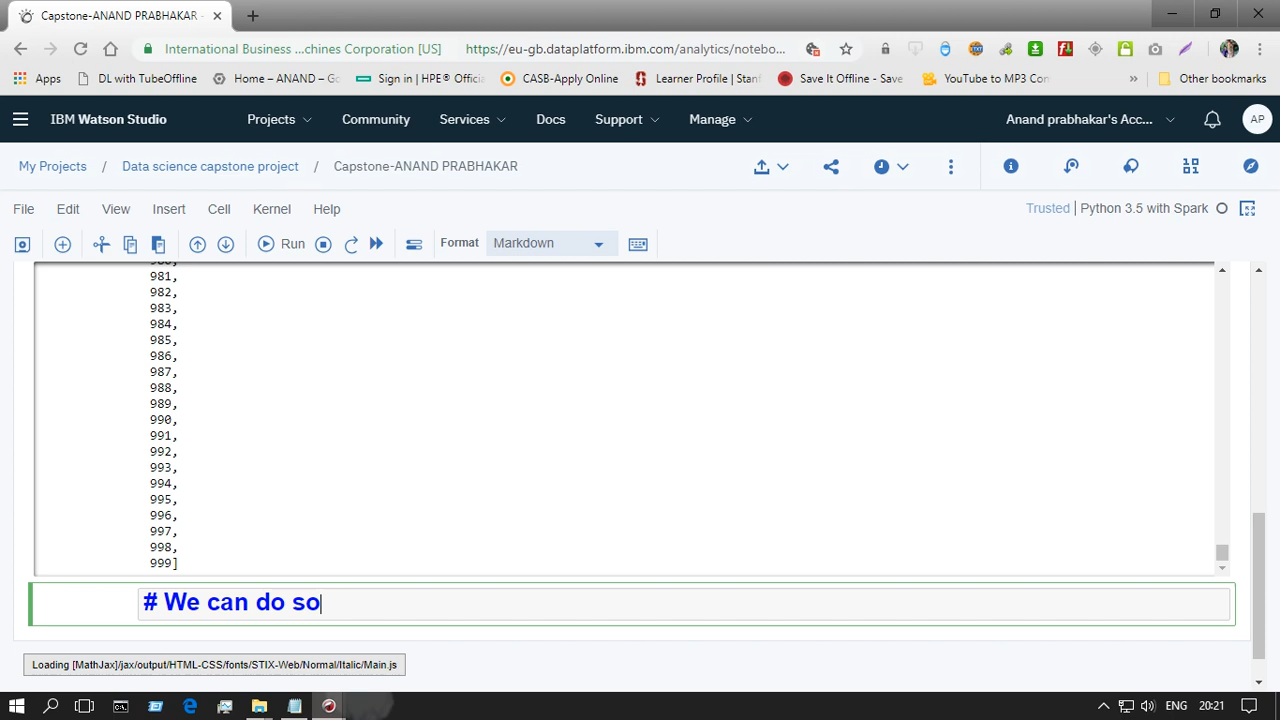 Capstone-ANAND PRABHAKAR -
International Business ...chines Corporation [US] https://eu-gb.dataplatform.ibm.com/analytics/notebo...
Apps DL with TubeOffline Home – ANAND – Go Sign in | HPE® Offici CASB-Apply Online Learner Profile | Stanf Save It Offline - Save YouTube to MP3 Con » Other bookmarks
IBM Watson Studio Projects Community Services Docs Support Manage Anand prabhakar's Acc... AP
My Projects / Data science capstone project / Capstone-ANAND PRABHAKAR
File Edit View Insert Cell Kernel Help Trusted | Python 3.5 with Spark
Run Format Markdown
980,
981,
982,
983,
984,
985,
986,
987,
988,
989,
990,
991,
992,
993,
994,
995,
996,
997,
998,
999]
# We can do so
Loading [MathJax]/jax/output/HTML-CSS/fonts/STIX-Web/Normal/Italic/Main.js
ENG 20:21